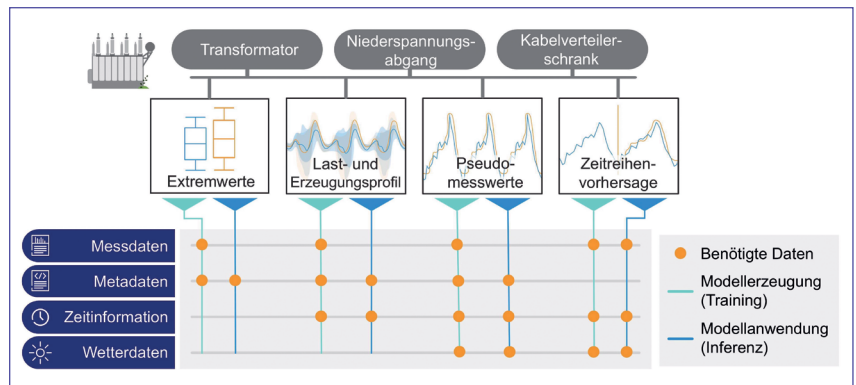 Transformator
Niederspannungs-
abgang
Kabelverteiler-
schrank
Extremwerte
Last- und
Erzeugungsprofil
Pseudo-
messwerte
Zeitreihen-
vorhersage
Messdaten
Metadaten
Zeitinformation
Wetterdaten
Benötigte Daten
Modellerzeugung
(Training)
Modellanwendung
(Inferenz)